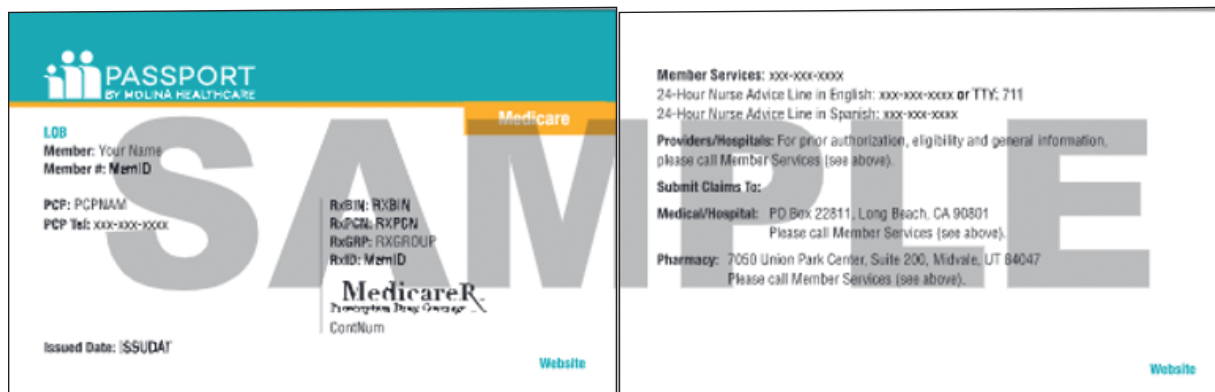 PASSPORT
BY MOLINA HEALTHCARE
Medicare
LOB
Member: Your Name
Member #: MemID
PCP: PCPNAM
PCP Tel: xxx-xxx-xxxx
RxBIN: RXBIN
RxPCN: RXPCN
RxGRP: RXGROUP
RxID: MemID
MedicareRx
Prescription Drug Coverage
ContNum
Issued Date: ISSUDAT
Website
Member Services: xxx-xxx-xxxx
24-Hour Nurse Advice Line in English: xxx-xxx-xxxx or TTY: 711
24-Hour Nurse Advice Line in Spanish: xxx-xxx-xxxx
Providers/Hospitals: For prior authorization, eligibility and general information,
please call Member Services (see above).
Submit Claims To:
Medical/Hospital: PO Box 22811, Long Beach, CA 90801
Please call Member Services (see above).
Pharmacy: 7050 Union Park Center, Suite 200, Midvale, UT 84047
Please call Member Services (see above).
Website
SAMPLE